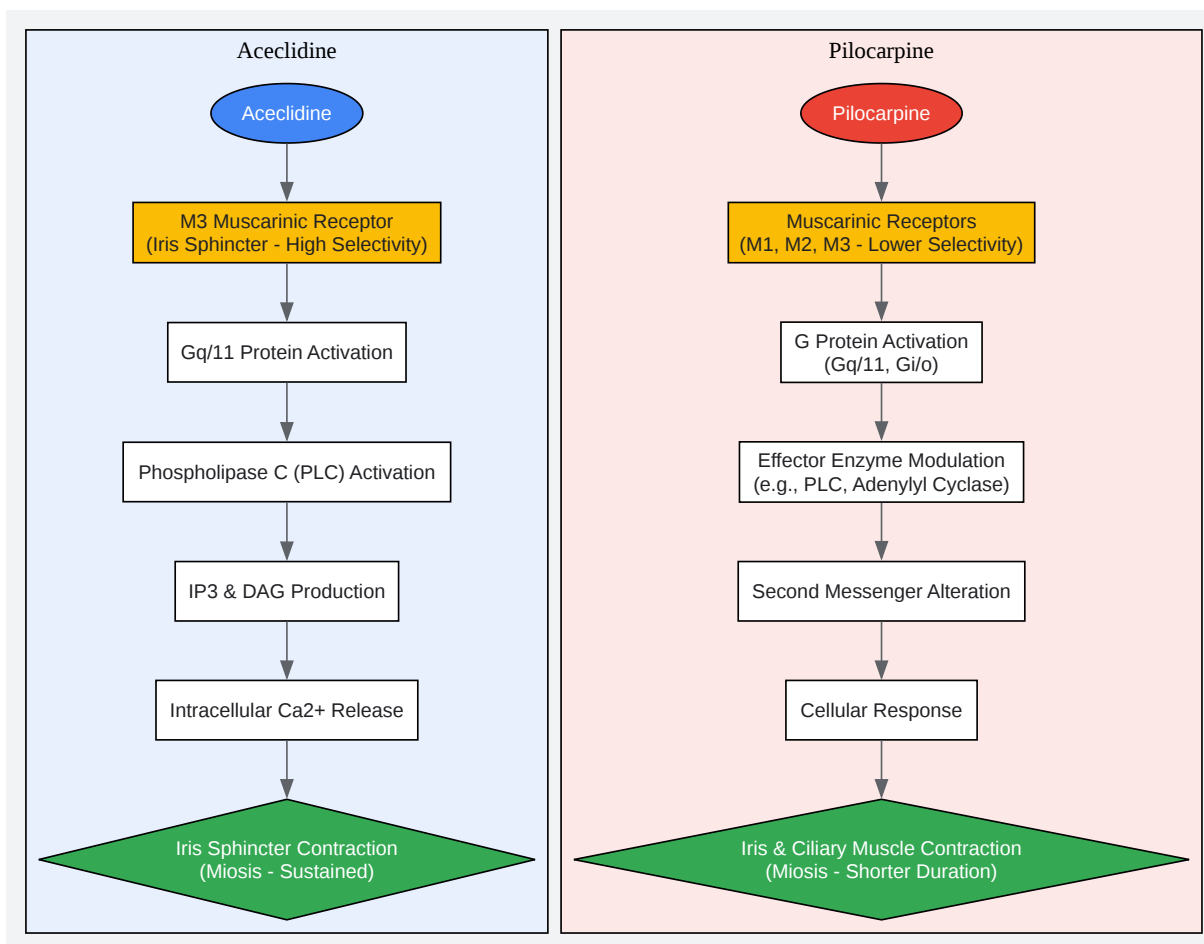 Aceclidine
Aceclidine
M3 Muscarinic Receptor
(Iris Sphincter - High Selectivity)
Gq/11 Protein Activation
Phospholipase C (PLC) Activation
IP3 & DAG Production
Intracellular Ca2+ Release
Iris Sphincter Contraction
(Miosis - Sustained)
Pilocarpine
Pilocarpine
Muscarinic Receptors
(M1, M2, M3 - Lower Selectivity)
G Protein Activation
(Gq/11, Gi/o)
Effector Enzyme Modulation
(e.g., PLC, Adenylyl Cyclase)
Second Messenger Alteration
Cellular Response
Iris & Ciliary Muscle Contraction
(Miosis - Shorter Duration)